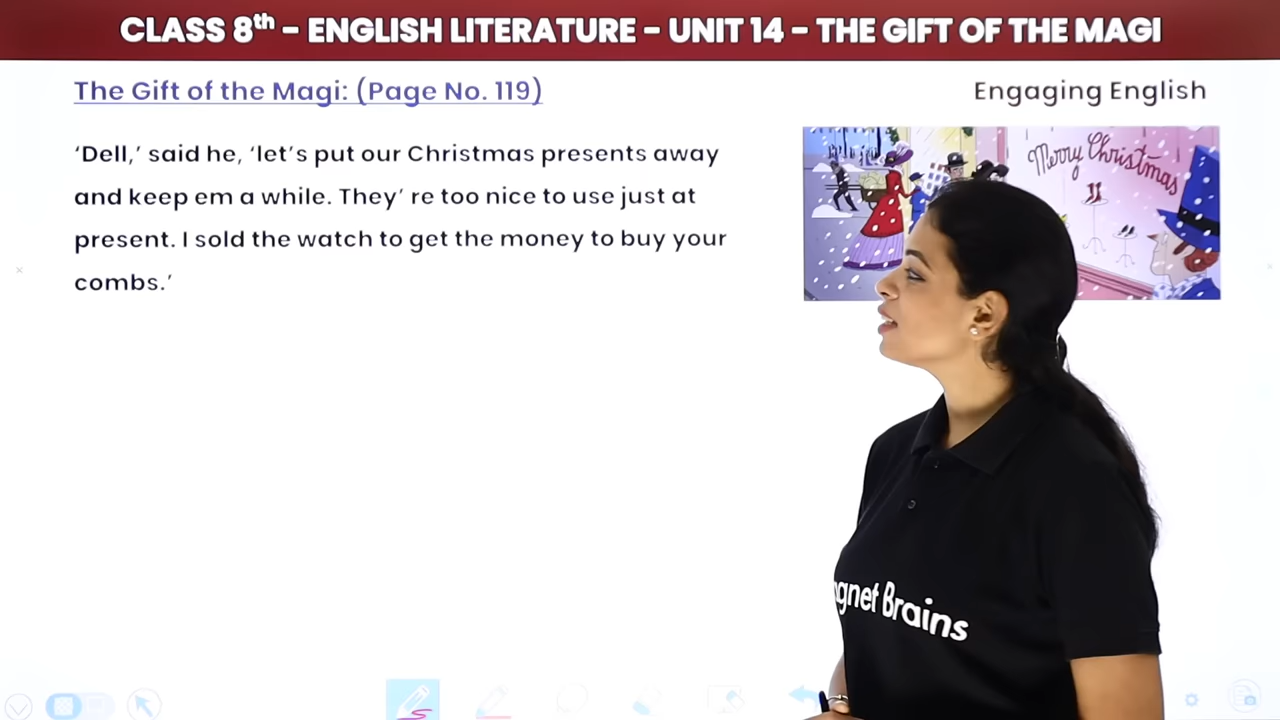 CLASS 8th – ENGLISH LITERATURE – UNIT 14 – THE GIFT OF THE MAGI
The Gift of the Magi: (Page No. 119)
Engaging English
‘Dell,’ said he, ‘let’s put our Christmas presents away
and keep em a while. They’ re too nice to use just at
present. I sold the watch to get the money to buy your
combs.’
Merry Christmas
Brains